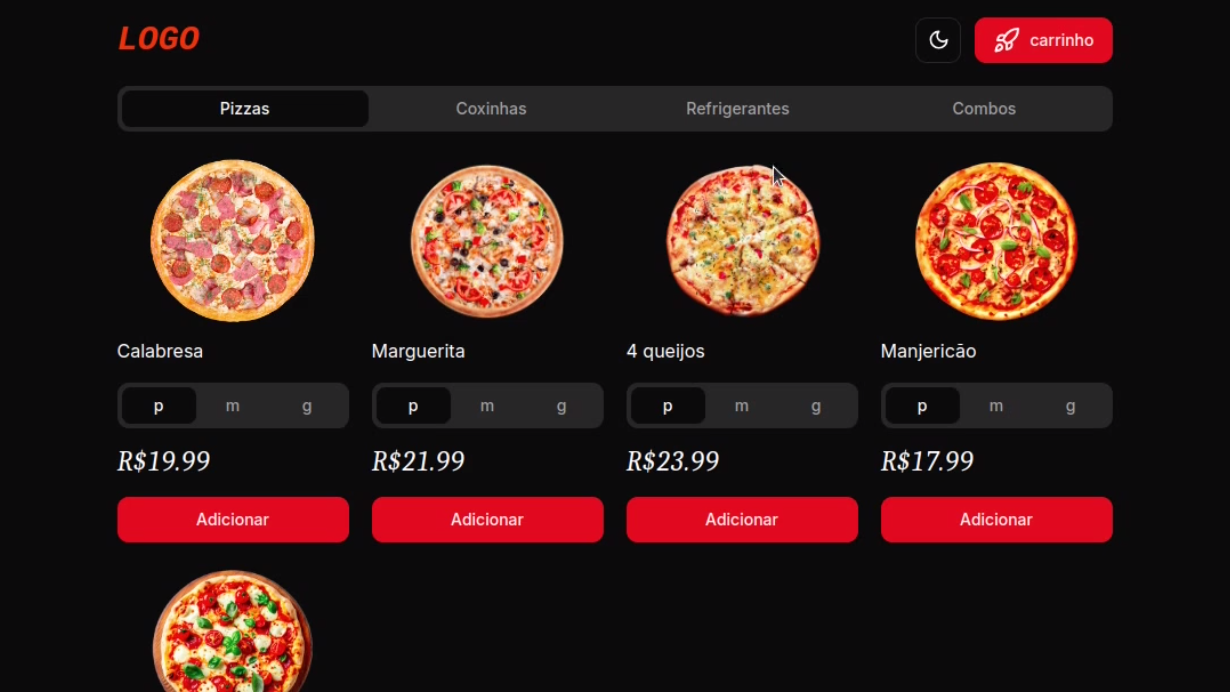 LOGO
carrinho
Pizzas Coxinhas Refrigerantes Combos
Calabresa Marguerita 4 queijos Manjericão
p m g p m g p m g p m g
R$19.99 R$21.99 R$23.99 R$17.99
Adicionar Adicionar Adicionar Adicionar